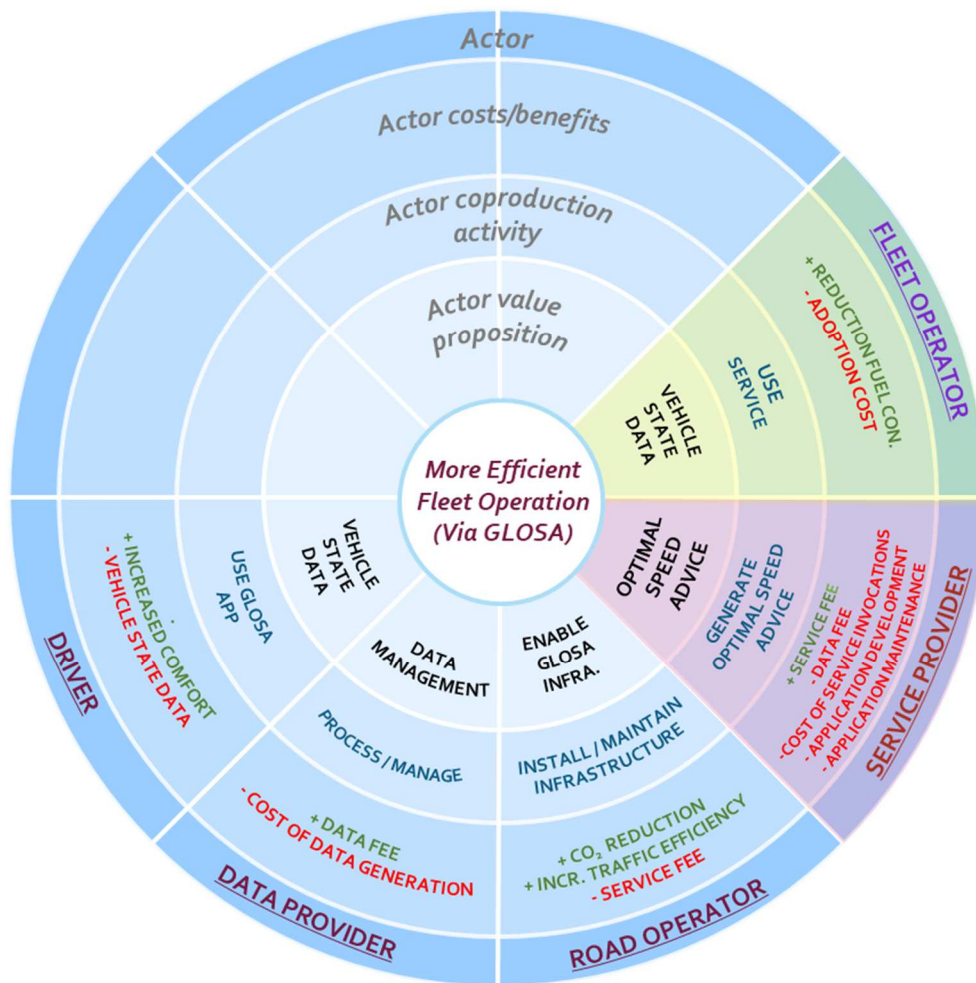 Actor
Actor costs/benefits
Actor coproduction
activity
Actor value
proposition
More Efficient
Fleet Operation
(Via GLOSA)
FLEET OPERATOR
+ REDUCTION FUEL CON.
- ADOPTION COST
USE
SERVICE
VEHICLE
STATE
DATA
SERVICE PROVIDER
+ SERVICE FEE
- DATA FEE
-COST OF SERVICE INVOCATIONS
- APPLICATION DEVELOPMENT
- APPLICATION MAINTENANCE
GENERATE
OPTIMAL SPEED
ADVICE
OPTIMAL
SPEED
ADVICE
ROAD OPERATOR
+ CO₂ REDUCTION
+ INCR. TRAFFIC EFFICIENCY
- SERVICE FEE
INSTALL / MAINTAIN
INFRASTRUCTURE
ENABLE
GLOSA
INFRA.
DATA PROVIDER
+ DATA FEE
- COST OF DATA GENERATION
PROCESS / MANAGE
DATA
MANAGEMENT
DRIVER
+ INCREASED COMFORT
- VEHICLE STATE DATA
USE GLOSA
APP
VEHICLE
STATE
DATA